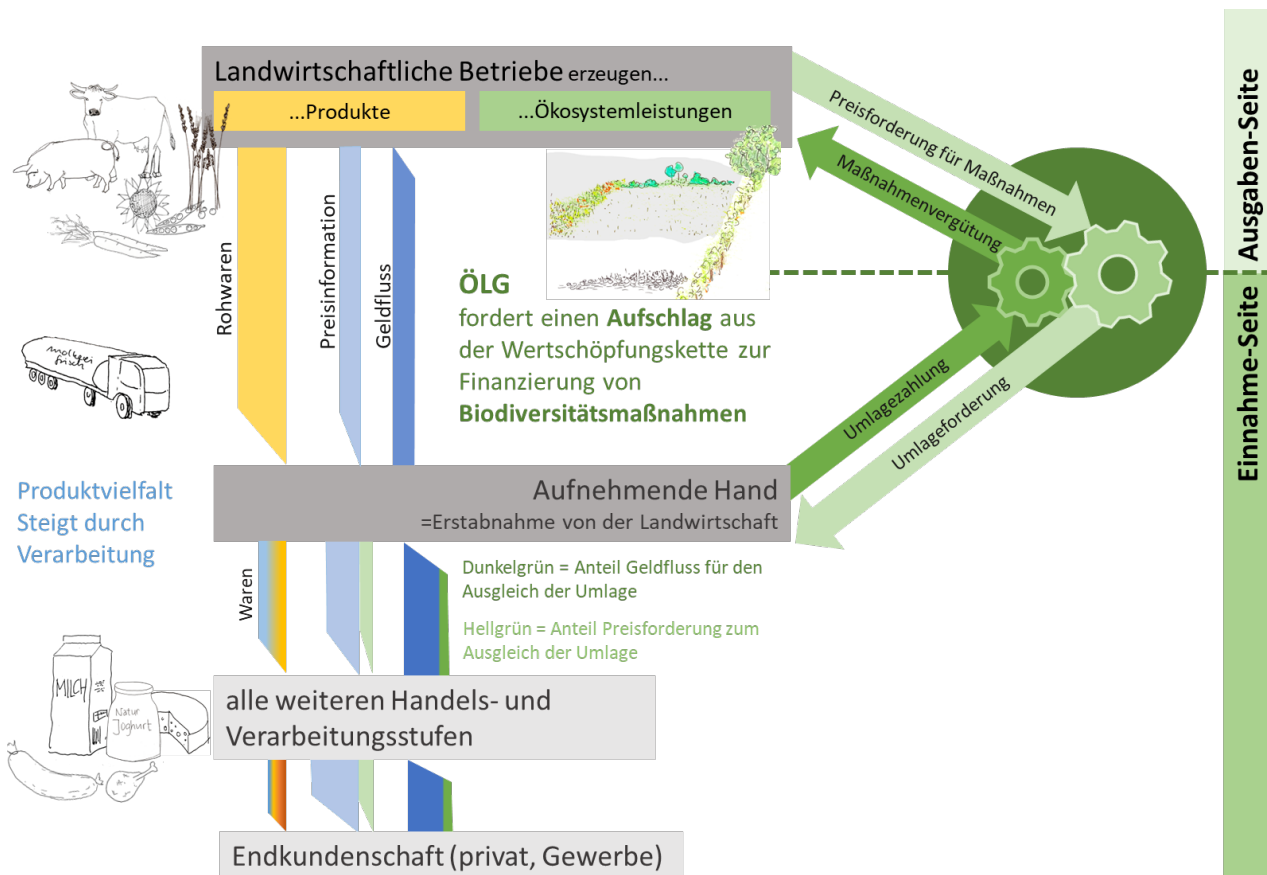 Landwirtschaftliche Betriebe erzeugen...
...Produkte
...Ökosystemleistungen
Preisforderung für Maßnahmen
Maßnahmenvergütung
Ausgaben-Seite
Rohwaren
Preisinformation
Geldfluss
ÖLG
fordert einen Aufschlag aus
der Wertschöpfungskette zur
Finanzierung von
Biodiversitätsmaßnahmen
molkerei
frisch
Umlagezahlung
Umlageforderung
Einnahme-Seite
Produktvielfalt
Steigt durch
Verarbeitung
Aufnehmende Hand
=Erstabnahme von der Landwirtschaft
Waren
Dunkelgrün = Anteil Geldfluss für den
Ausgleich der Umlage
Hellgrün = Anteil Preisforderung zum
Ausgleich der Umlage
MILCH
Natur
Joghurt
alle weiteren Handels- und
Verarbeitungsstufen
Endkundenschaft (privat, Gewerbe)